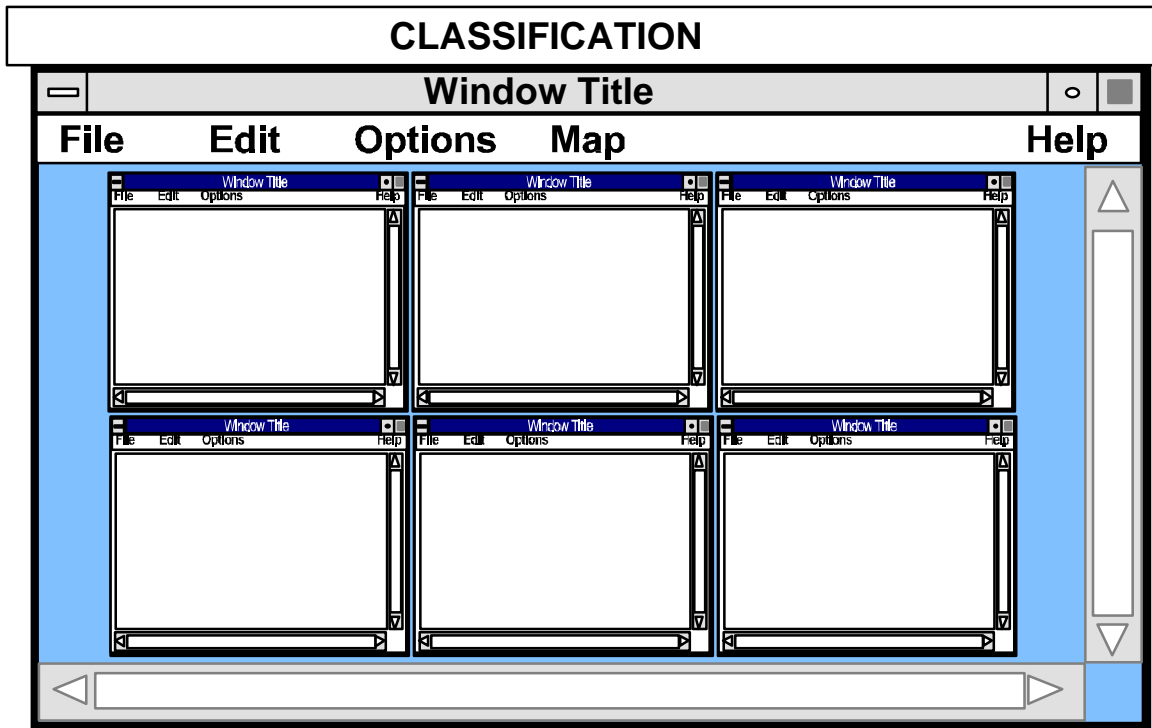 CLASSIFICATION
Window Title
File Edit Options Map Help
Window Title Window Title Window Title
File Edit Options Help File Edit Options Help File Edit Options Help
Window Title Window Title Window Title
File Edit Options Help File Edit Options Help File Edit Options Help